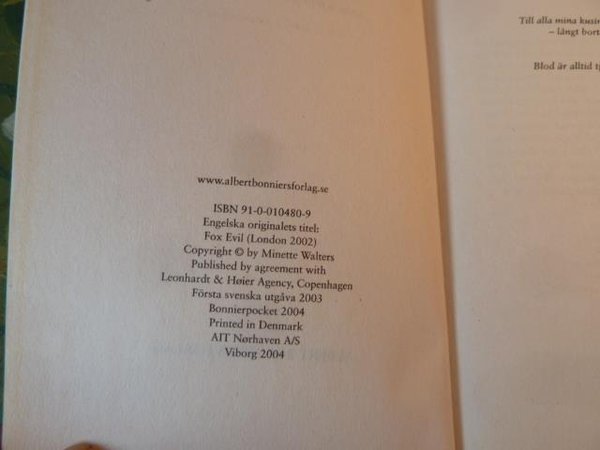 www.albertbonniersforlag.se
ISBN 91-0-010480-9
Engelska originalets titel:
Fox Evil (London 2002)
Copyright © by Minette Walters
Published by agreement with
Leonhardt & Høier Agency, Copenhagen
Första svenska utgåva 2003
Bonnierpocket 2004
Printed in Denmark
AIT Nørhaven A/S
Viborg 2004
Till alla mina
– långt bort
Blod är alltid